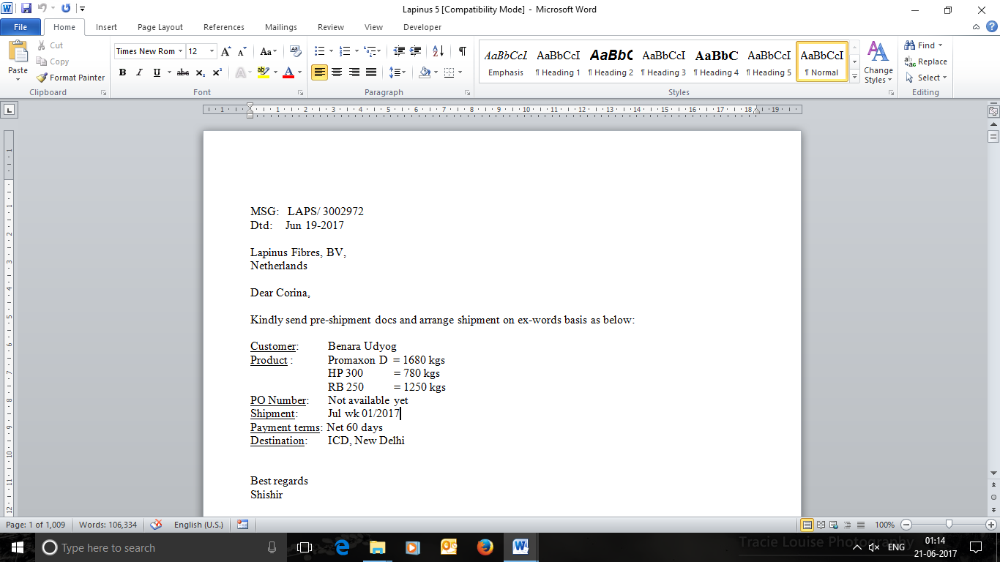 Lapinus 5 [Compatibility Mode] - Microsoft Word
File Home Insert Page Layout References Mailings Review View Developer
Paste
Cut
Copy
Format Painter
Clipboard
Times New Rom 12
Font
Paragraph
AaBbCcI AaBbCcI AaBbC AaBbCcI AaBbC AaBbCcI AaBbCcI
Emphasis ¶ Heading 1 ¶ Heading 2 ¶ Heading 3 ¶ Heading 4 ¶ Heading 5 ¶ Normal
Change Styles
Styles
Find
Replace
Select
Editing
MSG: LAPS/ 3002972
Dtd: Jun 19-2017
Lapinus Fibres, BV,
Netherlands
Dear Corina,
Kindly send pre-shipment docs and arrange shipment on ex-words basis as below:
Customer: Benara Udyog
Product : Promaxon D = 1680 kgs
HP 300 = 780 kgs
RB 250 = 1250 kgs
PO Number: Not available yet
Shipment: Jul wk 01/2017
Payment terms: Net 60 days
Destination: ICD, New Delhi
Best regards
Shishir
Page: 1 of 1,009 Words: 106,334 English (U.S.) 100%
Type here to search
Tracie Louise Photography
ENG
01:14
21-06-2017